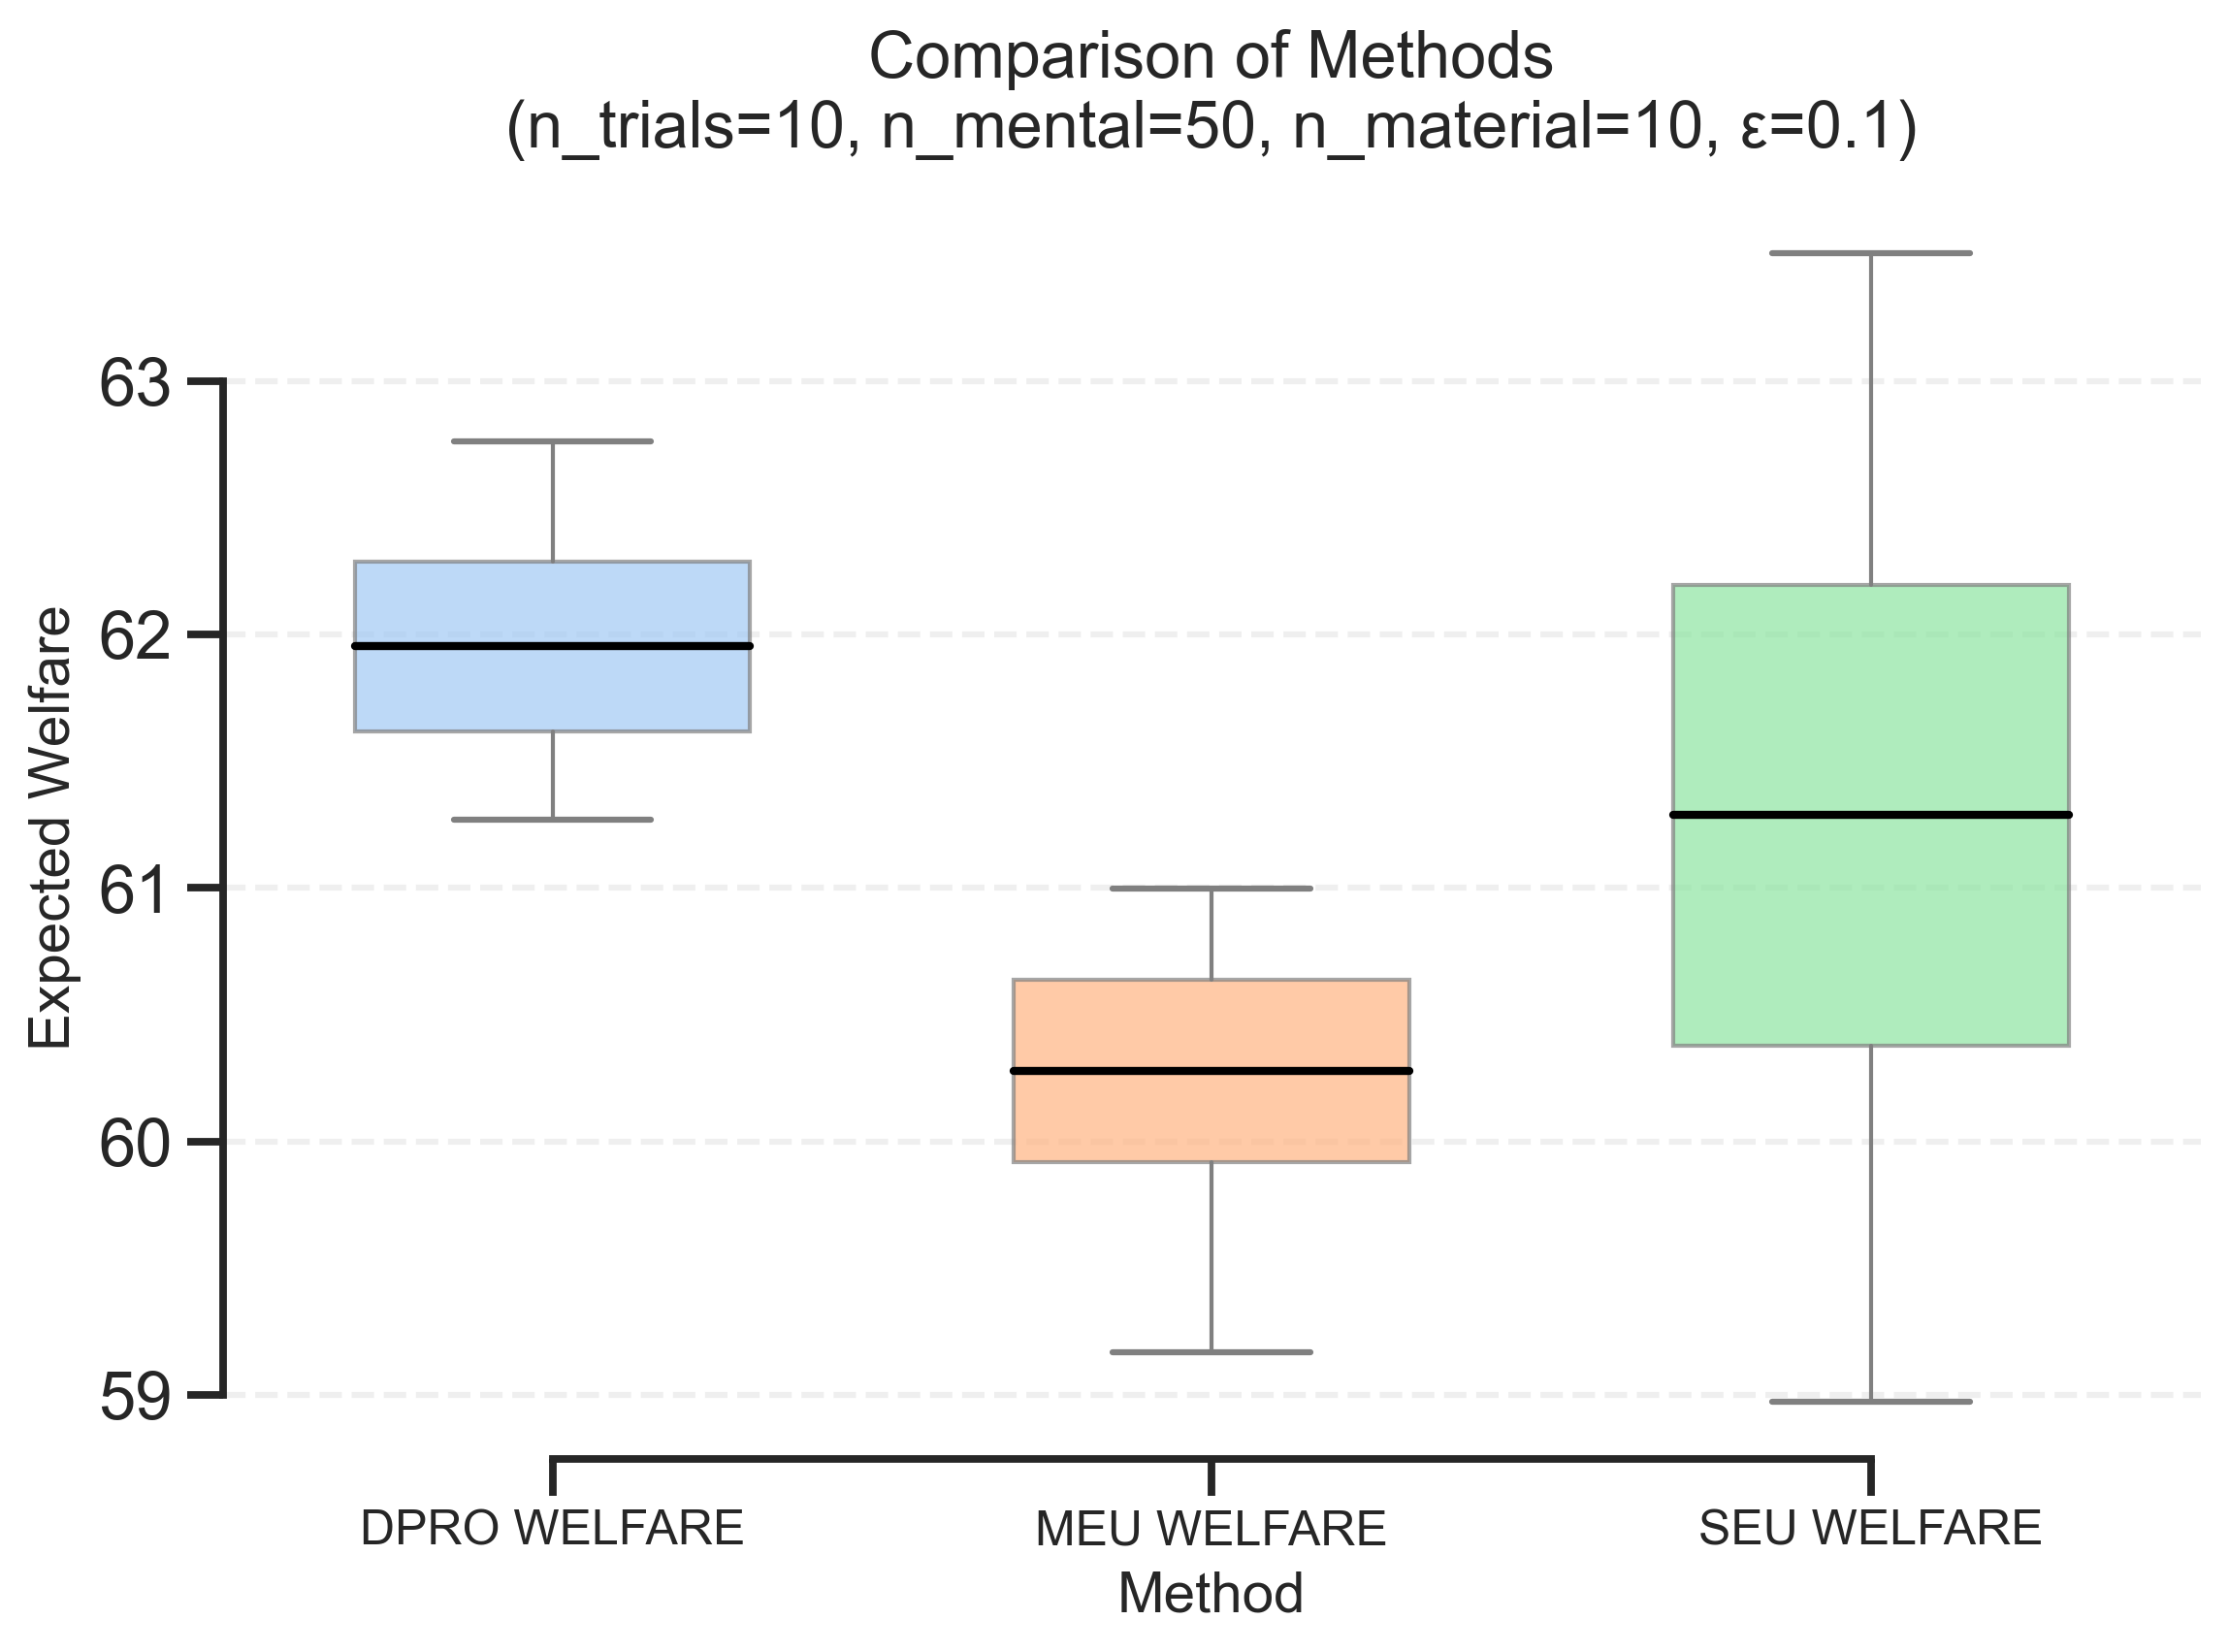 Comparison of Methods
(n_trials=10, n_mental=50, n_material=10, ε=0.1)
Expected Welfare
63
62
61
60
59
DPRO WELFARE
MEU WELFARE
SEU WELFARE
Method